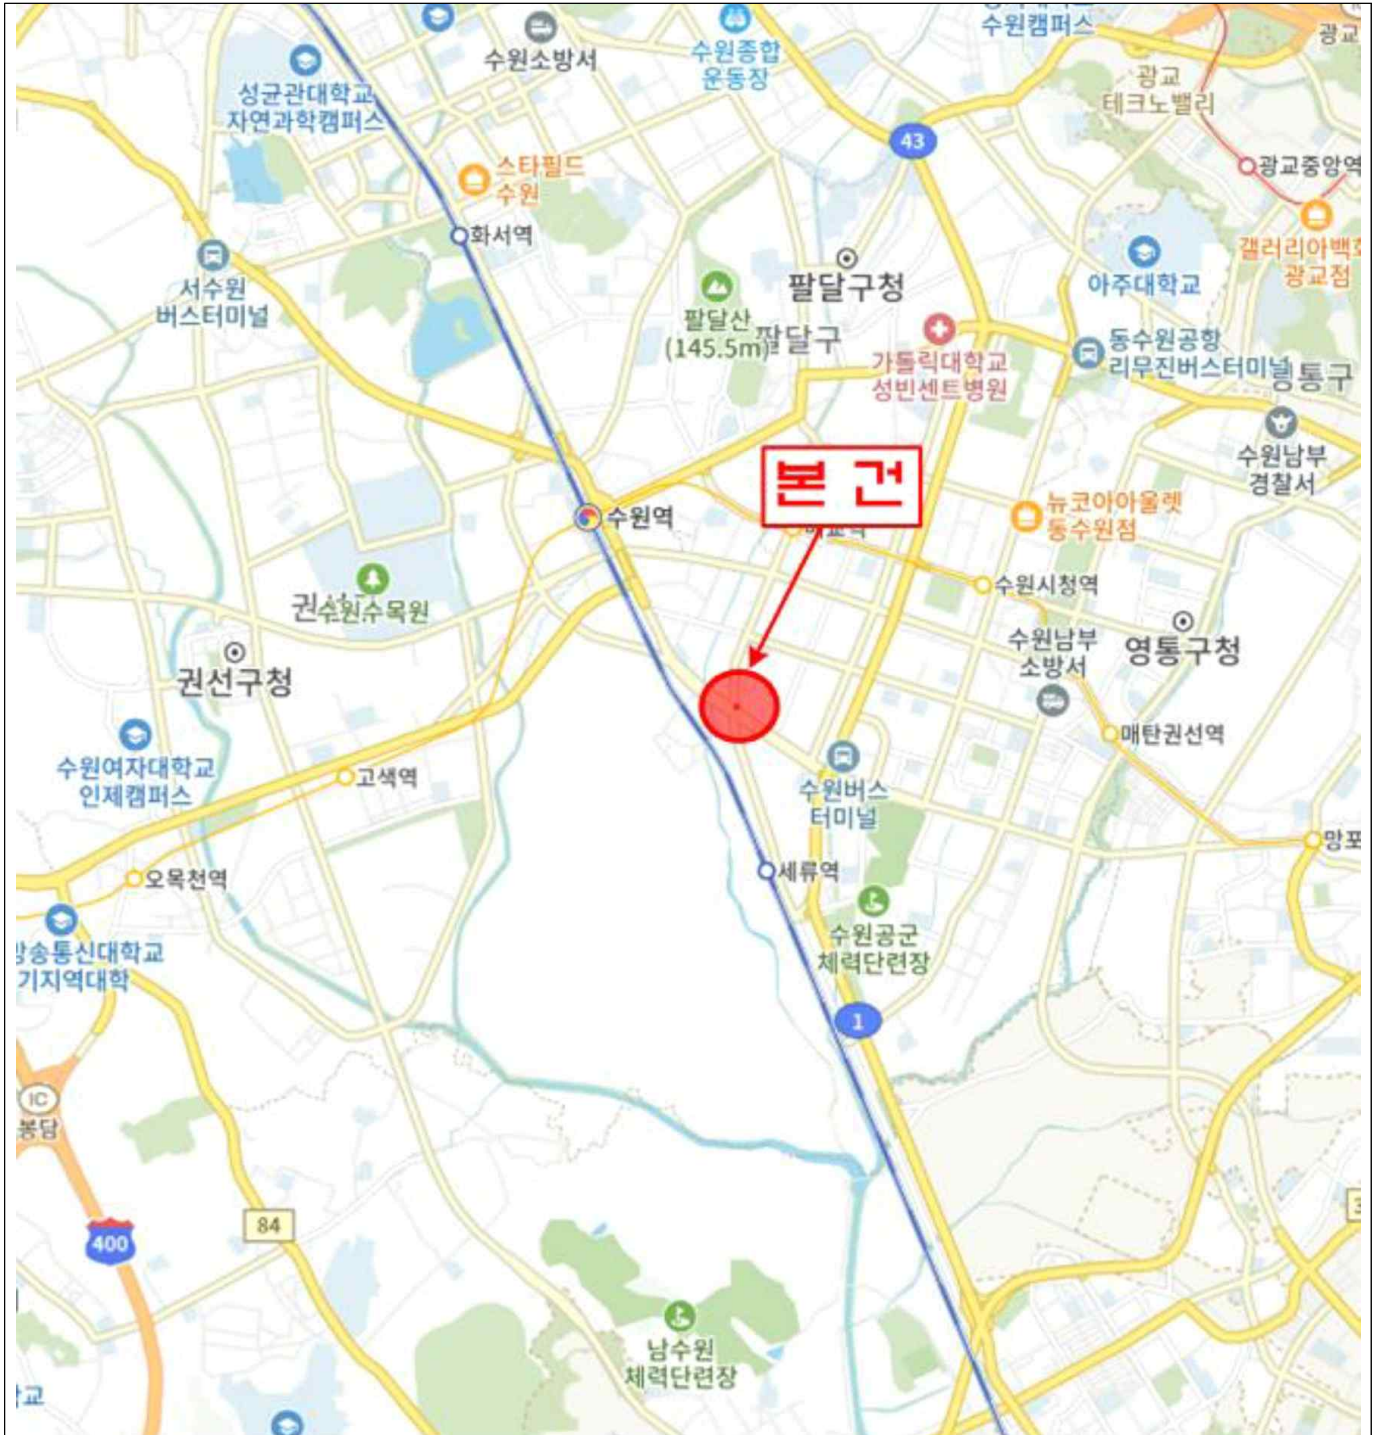 수원캠퍼스
수원소방서
수원종합
운동장
광교
광교
테크노밸리
성균관대학교
자연과학캠퍼스
43
스타필드
수원
광교중앙역
화서역
팔달구청
아주대학교
갤러리아백화
광교점
서수원
버스터미널
팔달산
(145.5m)
팔달구
가톨릭대학교
성빈센트병원
동수원공항
리무진버스터미널
영통구
수원남부
경찰서
본 건
뉴코아아울렛
동수원점
수원역
수원시청역
수원수목원
권선구청
수원남부
소방서
영통구청
매탄권선역
수원여자대학교
인제캠퍼스
고색역
수원버스
터미널
망포
세류역
오목천역
방송통신대학교
기지역대학
수원공군
체력단련장
1
IC
봉담
84
400
남수원
체력단련장
교